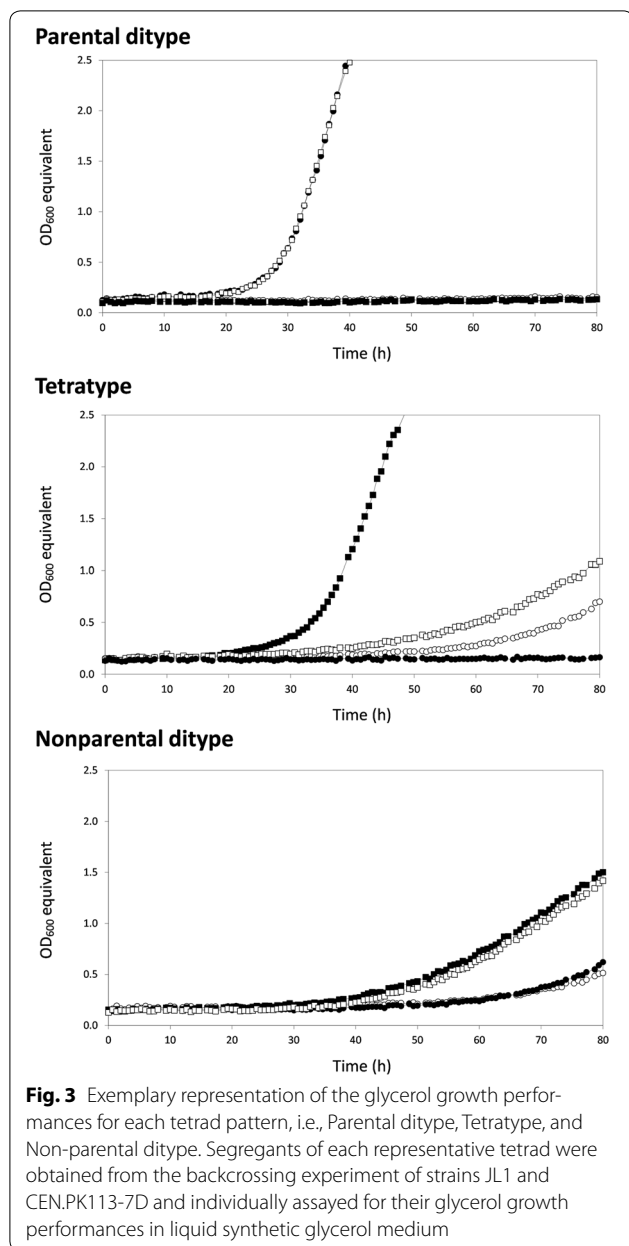 Parental ditype
2.5
2.0
1.5
1.0
0.5
0.0
OD600 equivalent
0 10 20 30 40 50 60 70 80
Time (h)
Tetratype
2.5
2.0
1.5
1.0
0.5
0.0
OD600 equivalent
0 10 20 30 40 50 60 70 80
Time (h)
Nonparental ditype
2.5
2.0
1.5
1.0
0.5
0.0
OD600 equivalent
0 10 20 30 40 50 60 70 80
Time (h)
Fig. 3 Exemplary representation of the glycerol growth perfor-
mances for each tetrad pattern, i.e., Parental ditype, Tetratype, and
Non-parental ditype. Segregants of each representative tetrad were
obtained from the backcrossing experiment of strains JL1 and
CEN.PK113-7D and individually assayed for their glycerol growth
performances in liquid synthetic glycerol medium